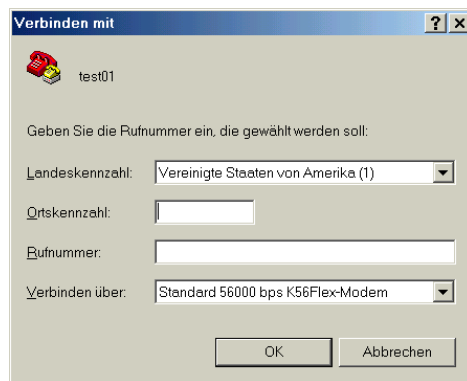 Verbinden mit
test01
Geben Sie die Rufnummer ein, die gewählt werden soll:
Landeskennzahl: Vereinigte Staaten von Amerika (1)
Ortskennzahl:
Rufnummer:
Verbinden über: Standard 56000 bps K56Flex-Modem
OK Abbrechen